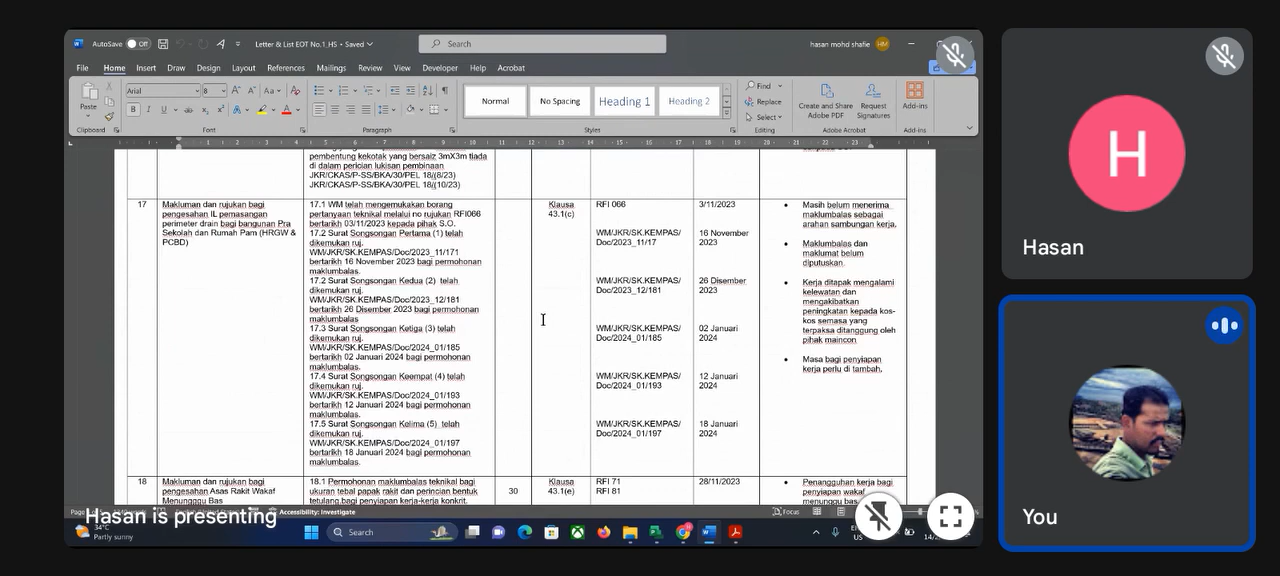 AutoSave Off
Letter & List EOT No.1_HS • Saved
Search
hasan mohd shafie
HM
File Home Insert Draw Design Layout References Mailings Review View Developer Help Acrobat
Paste
Arial
8
Normal
No Spacing
Heading 1
Heading 2
Find
Replace
Select
Create and Share
Adobe PDF
Request
Signatures
Add-ins
Clipboard
Font
Paragraph
Styles
Editing
Adobe Acrobat
Add-ins
pembentung kekotak yang bersaiz 3mX3m tiada
di dalam perician lukisan pembinaan
JKR/CKAS/P-SS/BKA/30/PEL 18/(8/23)
JKR/CKAS/P-SS/BKA/30/PEL 18/(10/23)
17
Makluman dan rujukan bagi
pengesahan IL pemasangan
perimeter drain bagi bangunan Pra
Sekolah dan Rumah Pam (HRGW &
PCBD)
17.1 WM telah mengemukakan borang
pertanyaan teknikal melalui no rujukan RFI066
bertarikh 03/11/2023 kepada pihak S.O.
17.2 Surat Songsongan Pertama (1) telah
dikemukan ruj.
WM/JKR/SK.KEMPAS/Doc/2023_11/171
bertarikh 16 November 2023 bagi permohonan
maklumbalas.
17.2 Surat Songsongan Kedua (2) telah
dikemukan ruj.
WM/JKR/SK.KEMPAS/Doc/2023_12/181
bertarikh 26 Disember 2023 bagi permohonan
maklumbalas
17.3 Surat Songsongan Ketiga (3) telah
dikemukan ruj.
WM/JKR/SK.KEMPAS/Doc/2024_01/185
bertarikh 02 Januari 2024 bagi permohonan
maklumbalas.
17.4 Surat Songsongan Keempat (4) telah
dikemukan ruj.
WM/JKR/SK.KEMPAS/Doc/2024_01/193
bertarikh 12 Januari 2024 bagi permohonan
maklumbalas.
17.5 Surat Songsongan Kelima (5) telah
dikemukan ruj.
WM/JKR/SK.KEMPAS/Doc/2024_01/197
bertarikh 18 Januari 2024 bagi permohonan
maklumbalas.
Klausa
43.1(c)
RFI 066
WM/JKR/SK.KEMPAS/
Doc/2023_11/17
WM/JKR/SK.KEMPAS/
Doc/2023_12/181
WM/JKR/SK.KEMPAS/
Doc/2024_01/185
WM/JKR/SK.KEMPAS/
Doc/2024_01/193
WM/JKR/SK.KEMPAS/
Doc/2024_01/197
3/11/2023
16 November
2023
26 Disember
2023
02 Januari
2024
12 Januari
2024
18 Januari
2024
• Masih belum menerima
maklumbalas sebagai
arahan sambungan kerja.
• Maklumbalas dan
maklumat belum
diputuskan.
• Kerja ditapak mengalami
kelewatan dan
mengakibatkan
peningkatan kepada kos-
kos semasa yang
terpaksa ditanggung oleh
pihak maincon
• Masa bagi penyiapan
kerja perlu di tambah.
18
Makluman dan rujukan bagi
pengesahan Asas Rakit Wakaf
Menunggu Bas
18.1 Permohonan maklumbalas teknikal bagi
ukuran tebal papak rakit dan perincian bentuk
tetulang bagi penyiapan kerja-kerja konkrit.
30
Klausa
43.1(e)
RFI 71
RFI 81
28/11/2023
• Penangguhan kerja bagi
penyiapan wakaf
menunggu bas
Accessibility: Investigate
Focus
Hasan is presenting
34°C
Partly sunny
Search
US
Hasan
H
You